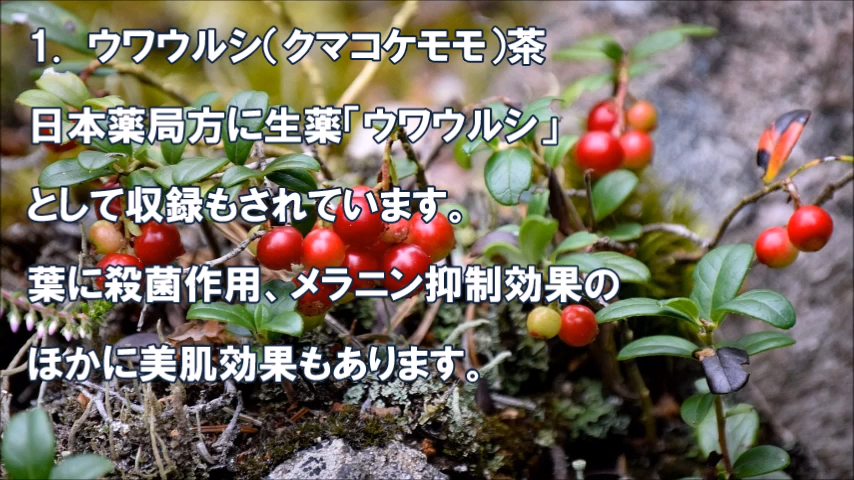 1. ウワウルシ（クマコケモモ）茶
日本薬局方に生薬「ウワウルシ」
として収録もされています。
葉に殺菌作用、メラニン抑制効果の
ほかに美肌効果もあります。